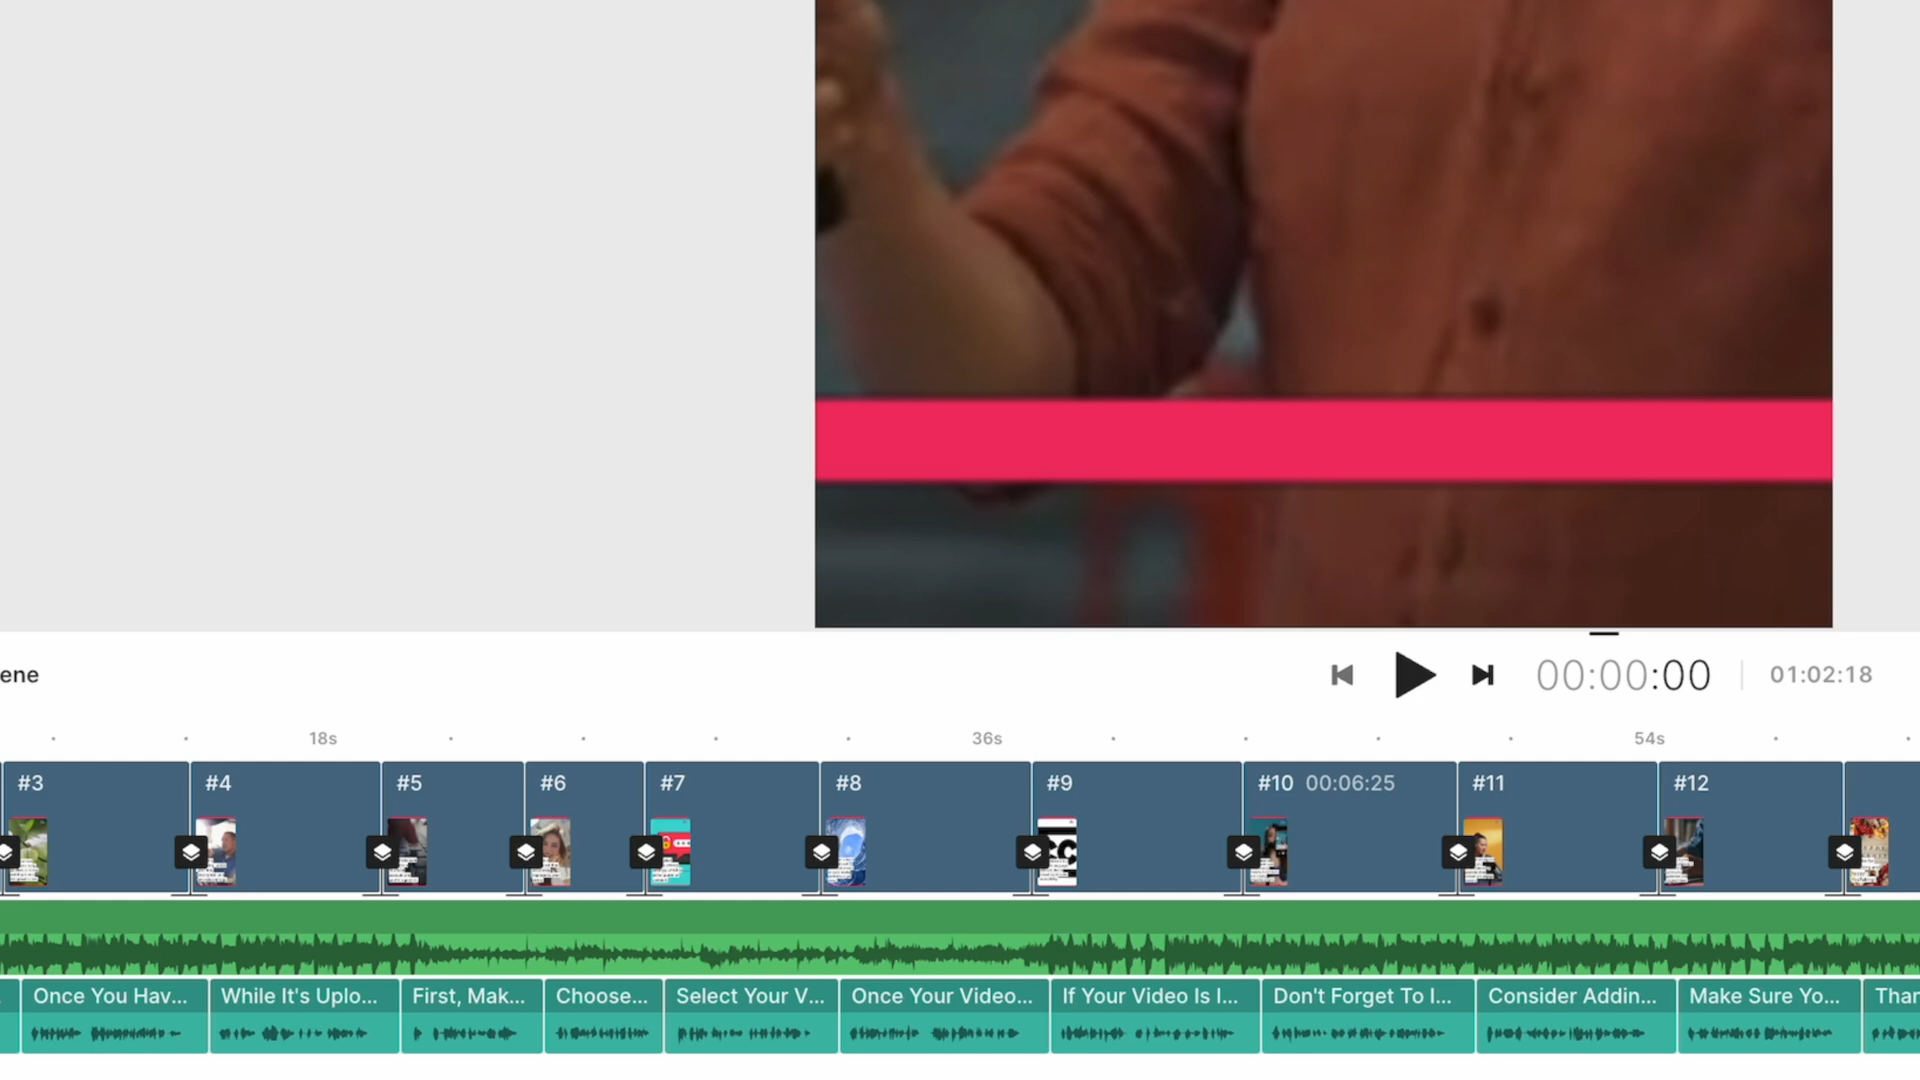 ene
00:00:00
01:02:18
18s
36s
54s
#3
#4
#5
#6
#7
#8
#9
#10 00:06:25
#11
#12
Once You Hav...
While It's Uplo...
First, Mak...
Choose...
Select Your V...
Once Your Video...
If Your Video Is I...
Don't Forget To I...
Consider Addin...
Make Sure Yo...